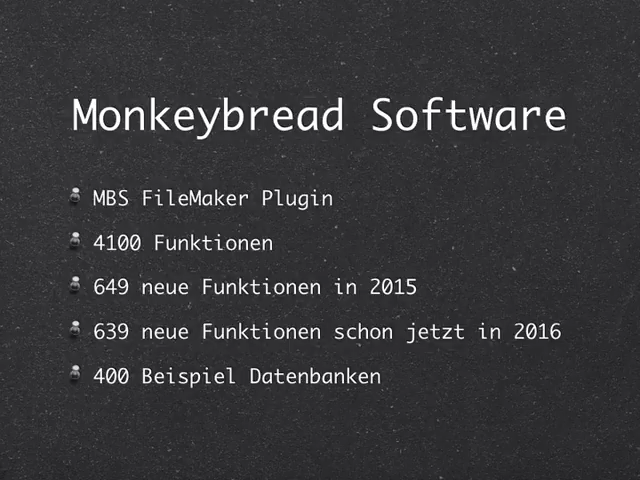 Monkeybread Software
MBS FileMaker Plugin
4100 Funktionen
649 neue Funktionen in 2015
639 neue Funktionen schon jetzt in 2016
400 Beispiel Datenbanken